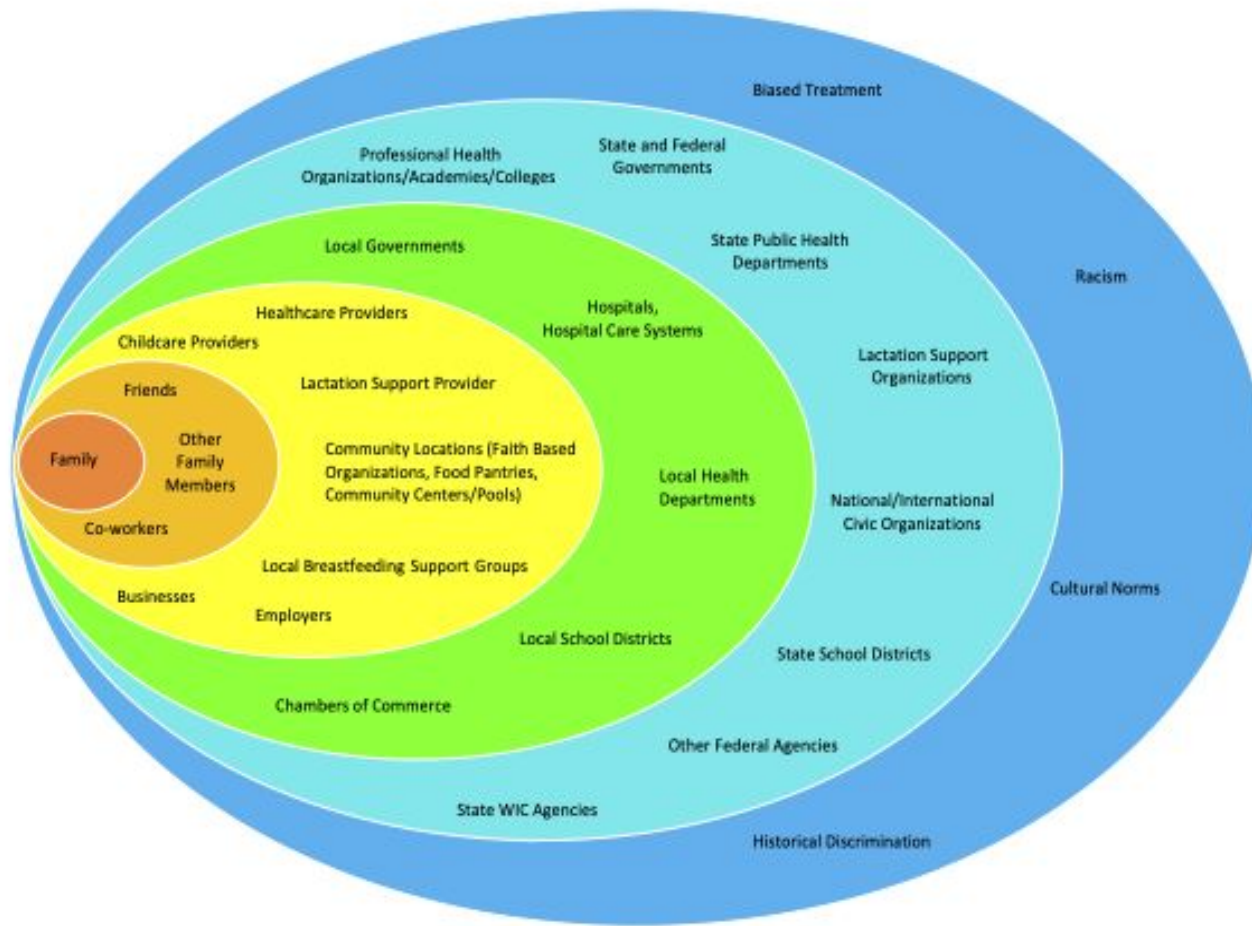 Biased Treatment
Professional Health
Organizations/Academies/Colleges
State and Federal
Governments
Local Governments
State Public Health
Departments
Racism
Healthcare Providers
Hospitals,
Hospital Care Systems
Childcare Providers
Lactation Support
Organizations
Friends
Lactation Support Provider
Family
Other
Family
Members
Community Locations (Faith Based
Organizations, Food Pantries,
Community Centers/Pools)
Local Health
Departments
National/International
Civic Organizations
Co-workers
Local Breastfeeding Support Groups
Businesses
Employers
Cultural Norms
Local School Districts
State School Districts
Chambers of Commerce
Other Federal Agencies
State WIC Agencies
Historical Discrimination